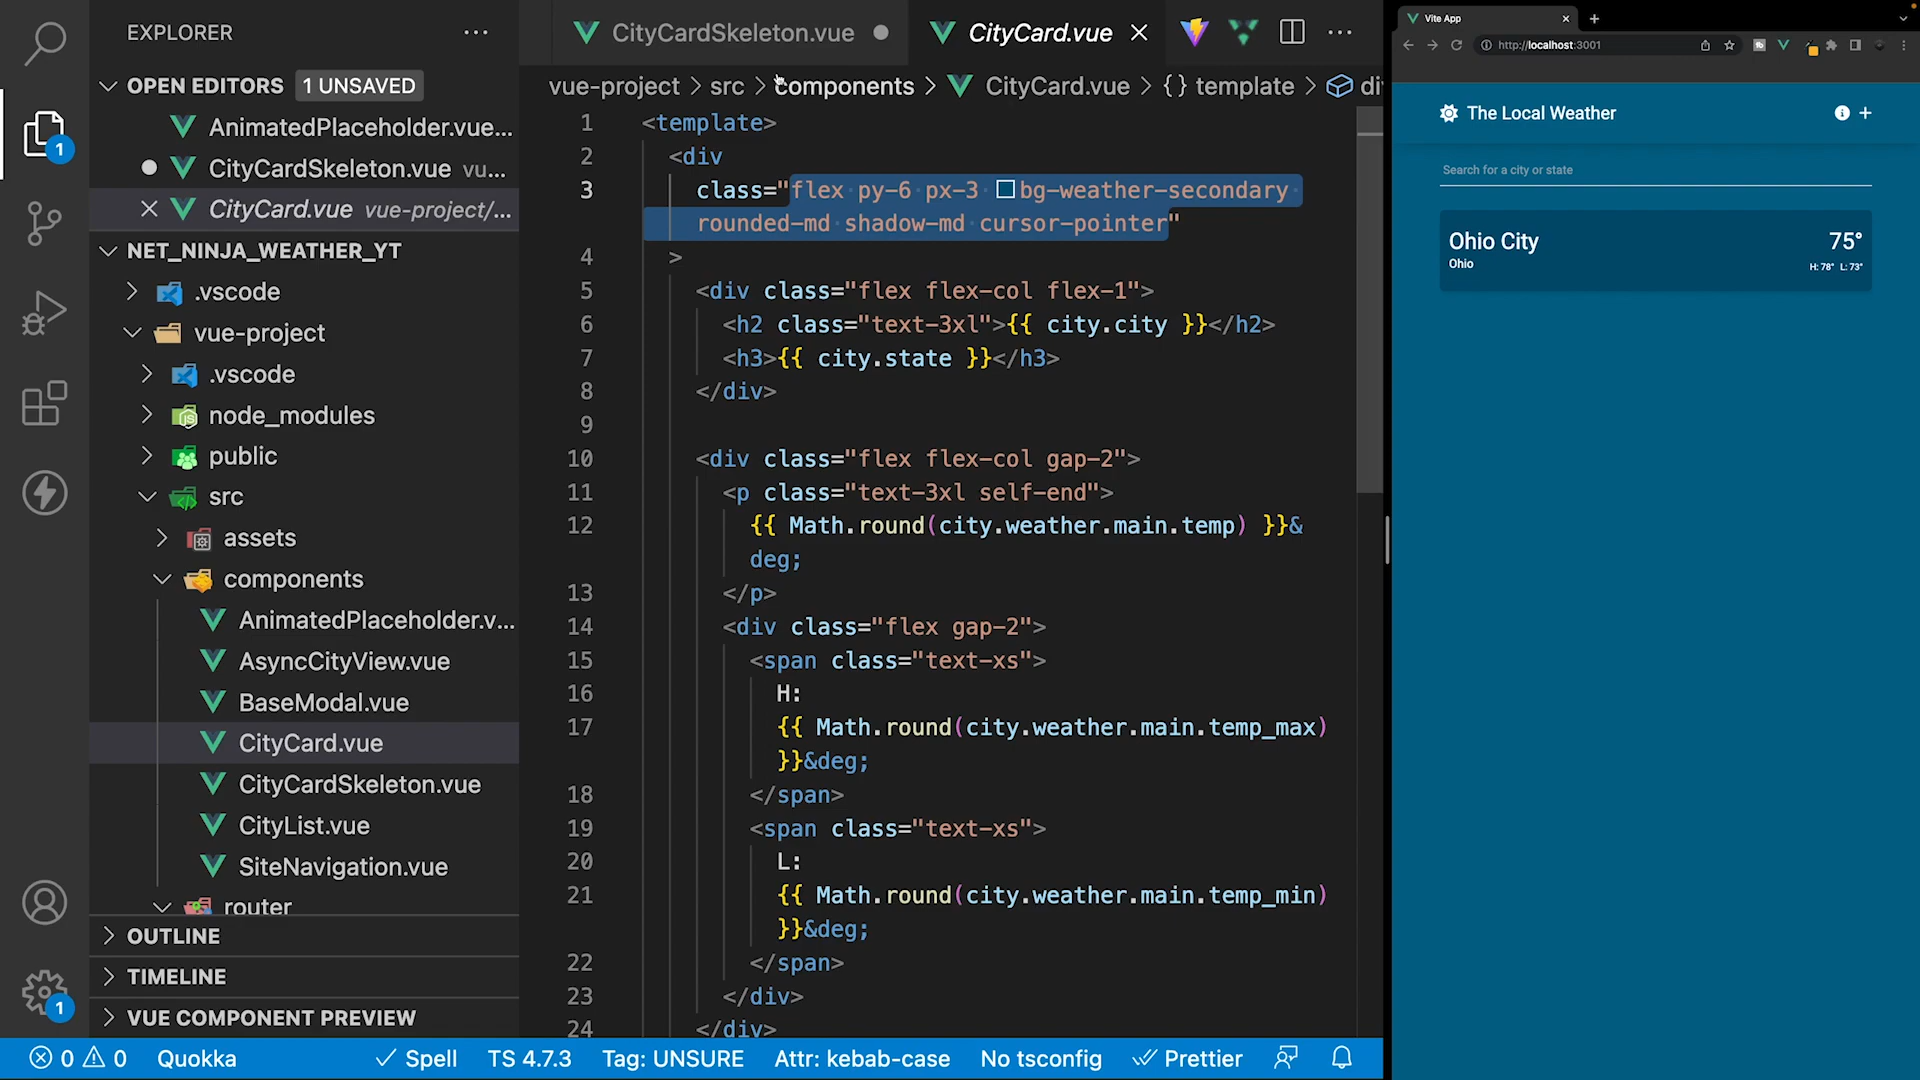 EXPLORER
OPEN EDITORS 1 UNSAVED
AnimatedPlaceholder.vue...
CityCardSkeleton.vue vu...
CityCard.vue vue-project/...
NET_NINJA_WEATHER_YT
.vscode
vue-project
.vscode
node_modules
public
src
assets
components
AnimatedPlaceholder.v...
AsyncCityView.vue
BaseModal.vue
CityCard.vue
CityCardSkeleton.vue
CityList.vue
SiteNavigation.vue
router
OUTLINE
TIMELINE
VUE COMPONENT PREVIEW
1
1
CityCardSkeleton.vue
CityCard.vue
vue-project > src > components > CityCard.vue > {} template > di
1 <template>
2 <div
3 class="flex py-6 px-3 bg-weather-secondary
rounded-md shadow-md cursor-pointer"
4 >
5 <div class="flex flex-col flex-1">
6 <h2 class="text-3xl">{{ city.city }}</h2>
7 <h3>{{ city.state }}</h3>
8 </div>
9
10 <div class="flex flex-col gap-2">
11 <p class="text-3xl self-end">
12 {{ Math.round(city.weather.main.temp) }}&
deg;
13 </p>
14 <div class="flex gap-2">
15 <span class="text-xs">
16 H:
17 {{ Math.round(city.weather.main.temp_max)
}}&deg;
18 </span>
19 <span class="text-xs">
20 L:
21 {{ Math.round(city.weather.main.temp_min)
}}&deg;
22 </span>
23 </div>
24 </div>
0 0 Quokka Spell TS 4.7.3 Tag: UNSURE Attr: kebab-case No tsconfig Prettier
Vite App
http://localhost:3001
The Local Weather
Search for a city or state
Ohio City 75°
Ohio H: 78° L: 73°